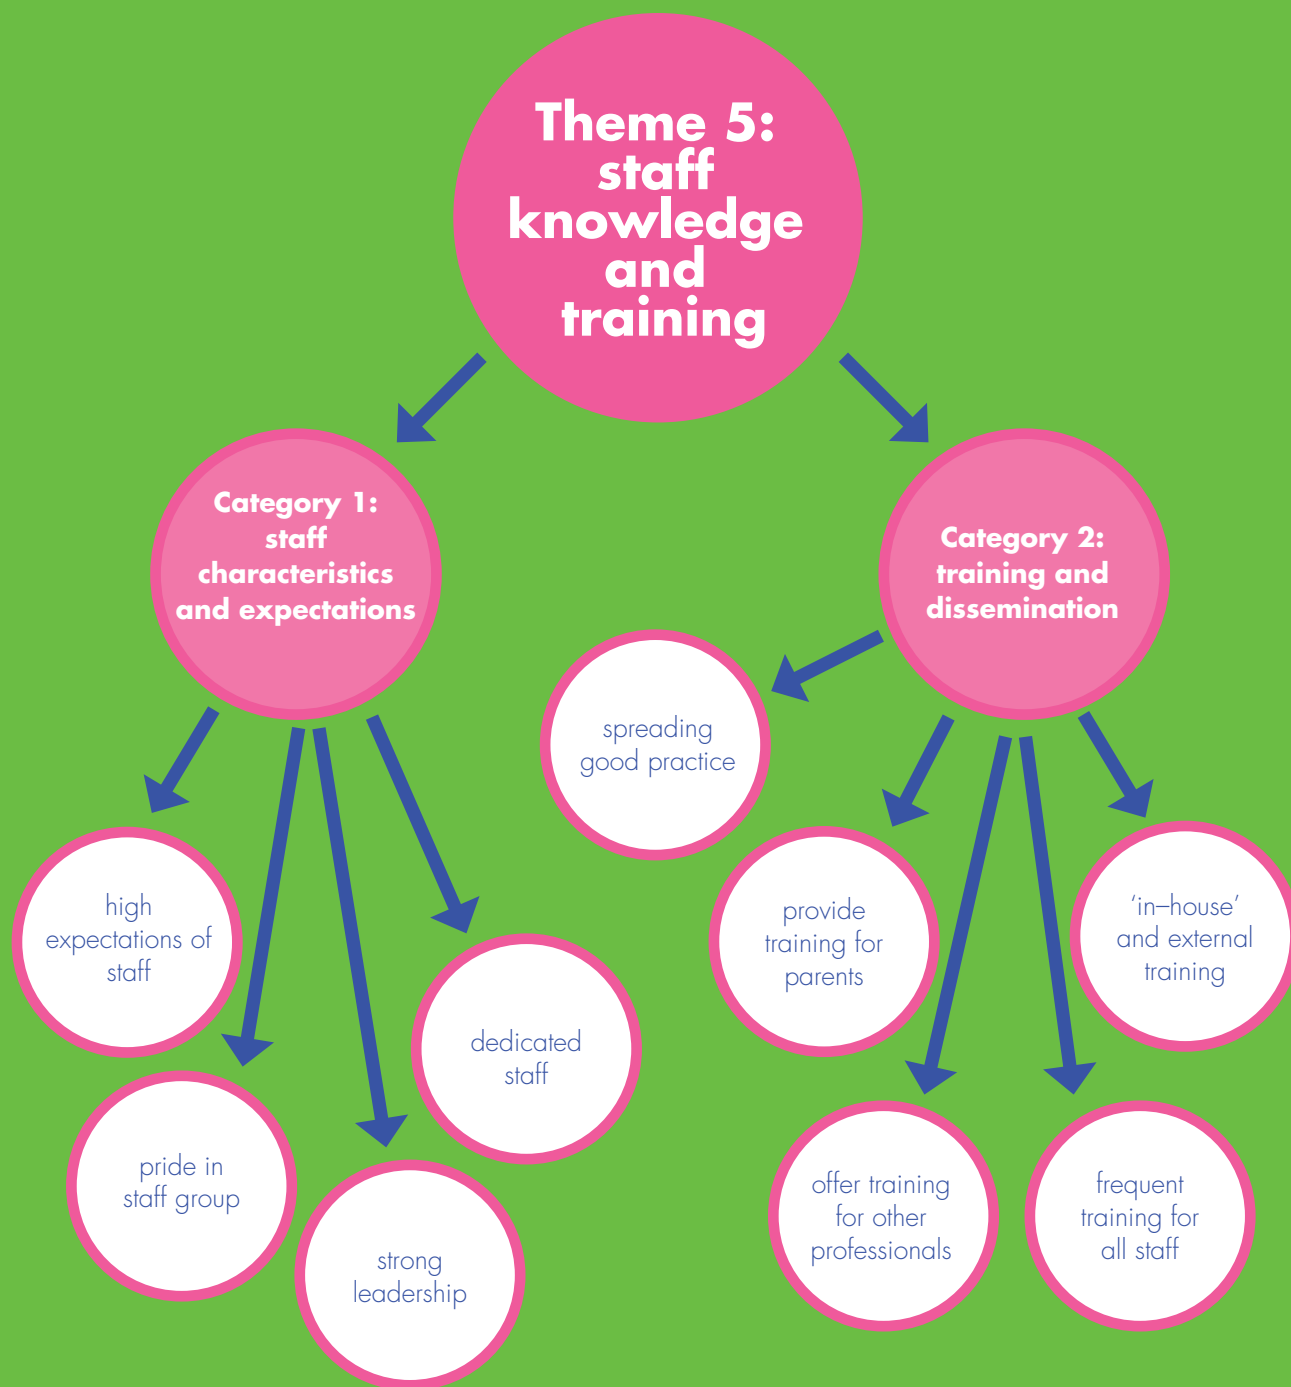 Theme 5:
staff
knowledge
and
training
Category 1:
staff
characteristics
and expectations
Category 2:
training and
dissemination
spreading
good practice
high
expectations of
staff
provide
training for
parents
‘in–house’
and external
training
dedicated
staff
pride in
staff group
strong
leadership
offer training
for other
professionals
frequent
training for
all staff